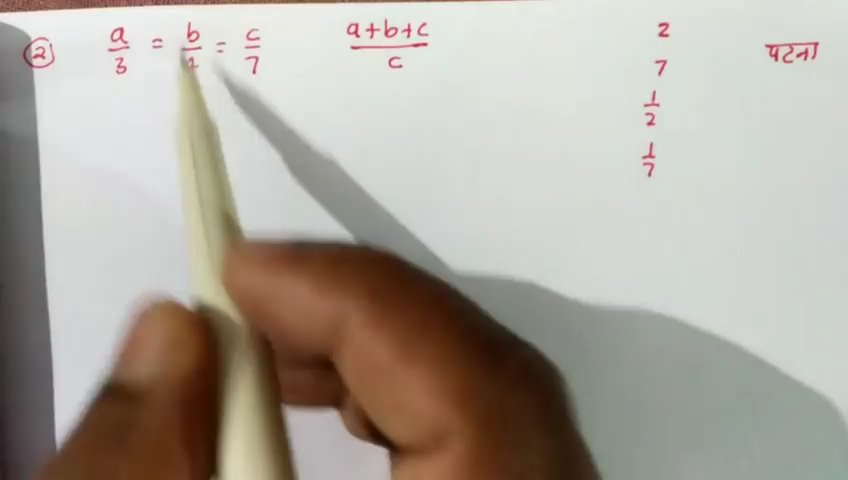 ② a/3 = b/ = c/7 a+b+c/c
2
7
1/2
1/7
पटना